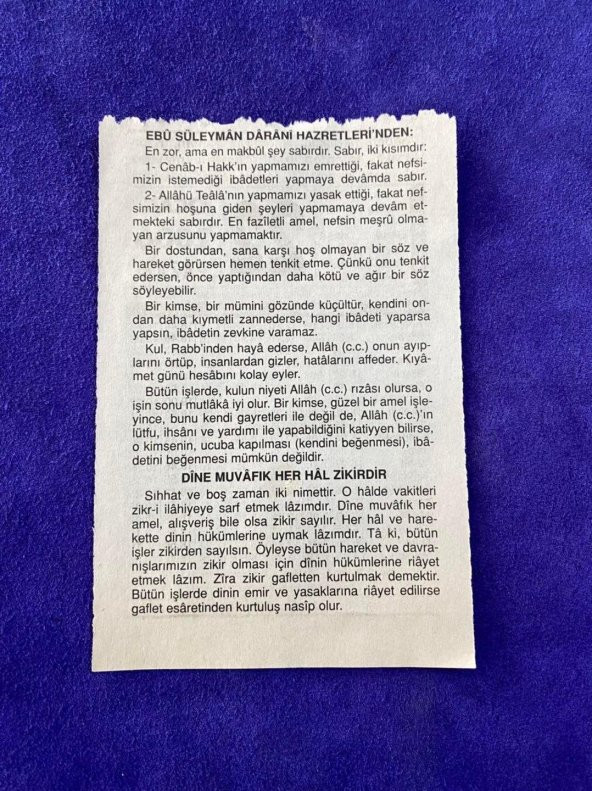 EBÛ SÜLEYMÂN DÂRÂNÎ HAZRETLERİ'NDEN:
En zor, ama en makbûl şey sabırdır. Sabır, iki kısımdır:
1- Cenâb-ı Hakk'ın yapmamızı emrettiği, fakat nefsi-
mizin istemediği ibâdetleri yapmaya devâmda sabır.
2- Allâhü Teâlâ'nın yapmamızı yasak ettiği, fakat nef-
simizin hoşuna giden şeyleri yapmamaya devâm et-
mekteki sabırdır. En fazîletli amel, nefsin meşrû olma-
yan arzusunu yapmamaktır.
Bir dostundan, sana karşı hoş olmayan bir söz ve
hareket görürsen hemen tenkit etme. Çünkü onu tenkit
edersen, önce yaptığından daha kötü ve ağır bir söz
söyleyebilir.
Bir kimse, bir mümini gözünde küçültür, kendini on-
dan daha kıymetli zannederse, hangi ibâdeti yaparsa
yapsın, ibâdetin zevkine varamaz.
Kul, Rabb'inden hayâ ederse, Allâh (c.c.) onun ayıp-
larını örtüp, insanlardan gizler, hatâlarını affeder. Kıyâ-
met günü hesâbını kolay eyler.
Bütün işlerde, kulun niyeti Allâh (c.c.) rızâsı olursa, o
işin sonu mutlâkâ iyi olur. Bir kimse, güzel bir amel işle-
yince, bunu kendi gayretleri ile değil de, Allâh (c.c.)'ın
lütfu, ihsânı ve yardımı ile yapabildiğini katiyyen bilirse,
o kimsenin, ucuba kapılması (kendini beğenmesi), ibâ-
detini beğenmesi mümkün değildir.
DÎNE MUVÂFIK HER HÂL ZİKİRDİR
Sıhhat ve boş zaman iki nimettir. O hâlde vakitleri
zikr-i ilâhiyeye sarf etmek lâzımdır. Dîne muvâfık her
amel, alışveriş bile olsa zikir sayılır. Her hâl ve hare-
kette dinin hükümlerine uymak lâzımdır. Tâ ki, bütün
işler zikirden sayılsın. Öyleyse bütün hareket ve davra-
nışlarımızın zikir olması için dînin hükümlerine riâyet
etmek lâzım. Zîra zikir gafletten kurtulmak demektir.
Bütün işlerde dinin emir ve yasaklarına riâyet edilirse
gaflet esâretinden kurtuluş nasîp olur.